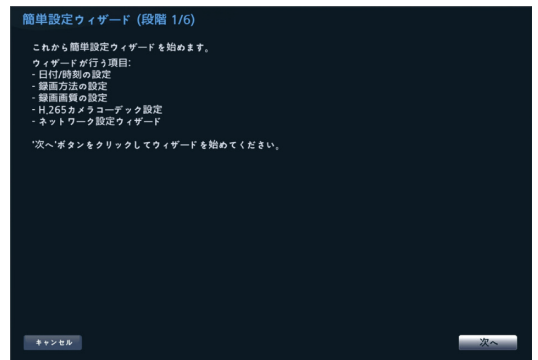 簡単設定ウィザード (段階 1/6)
これから簡単設定ウィザードを始めます。
ウィザードが行う項目:
- 日付/時刻の設定
- 録画方法の設定
- 録画画質の設定
- H.265カメラコーデック設定
- ネットワーク設定ウィザード
'次へ'ボタンをクリックしてウィザードを始めてください。
キャンセル
次へ